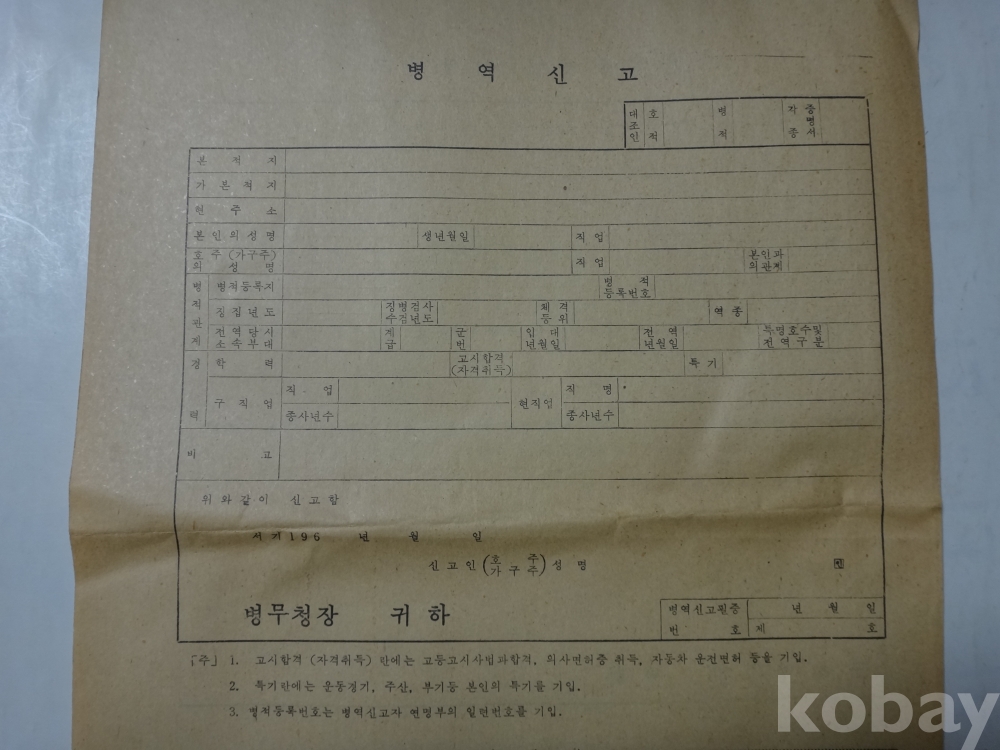 병 역 신 고
대조인 호적 병적 각종 증명서
본 적 지
가 본 적 지
현 주 소
본인의성명 생년월일 직 업
호주(가구주)의 성 명 직 업 본인과의관계
병적관계 병적등록지 병 적 등록번호
징집년도 징병검사 수검년도 체격 등위 역 종
전역당시 소속부대 계급 군번 임대 년월일 전역 년월일 특명호수및 전역구분
경력 학 력 고시합격 (자격취득) 특 기
구 직 업 직 업 현직업 직 명
종사년수 종사년수
비 고
위와같이 신고함
서기196 년 월 일
신고인 (호 주 가구주) 성 명 인
병무청장 귀 하
병역신고필증 년 월 일
번 호 제 호
「주」 1. 고시합격 (자격취득) 란에는 고등고시사법과합격, 의사면허증 취득, 자동차 운전면허 등을 기입.
2. 특기란에는 운동경기, 주산, 부기등 본인의 특기를 기입.
3. 병적등록번호는 병역신고자 연명부의 일련번호를 기입.
kobay